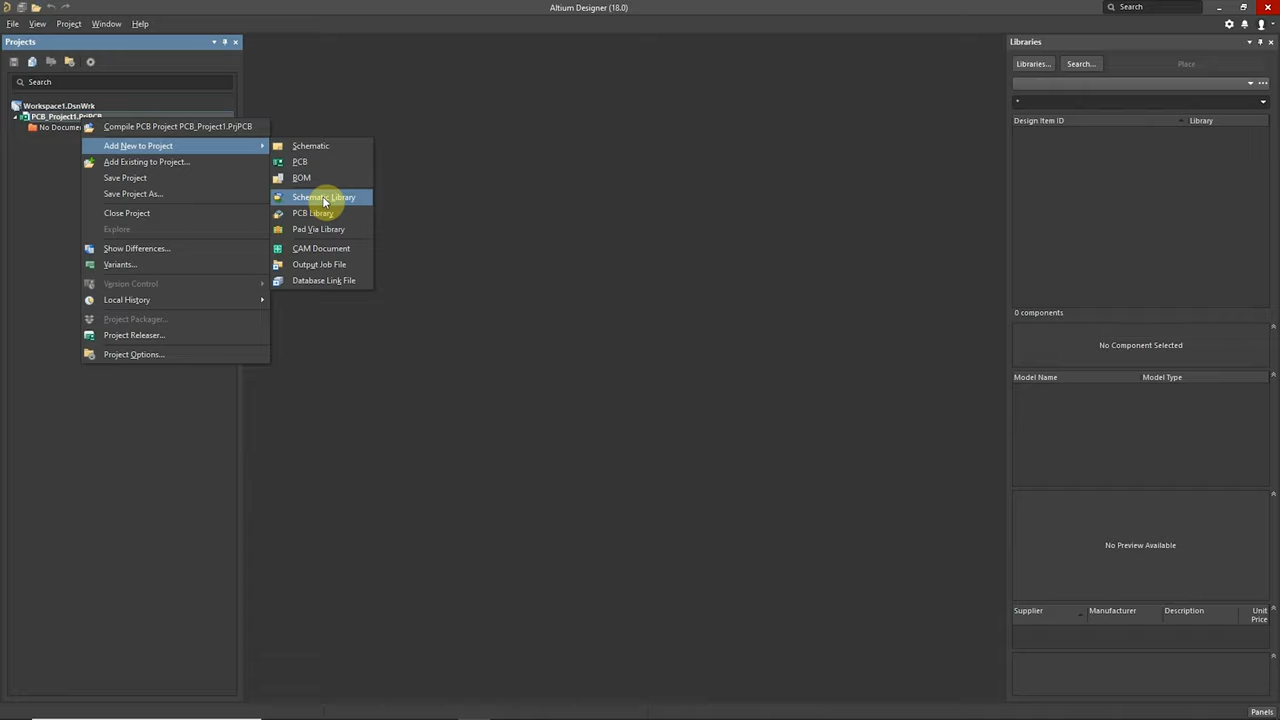 Altium Designer (18.0)
Search
File View Project Window Help
Projects
Search
Workspace1.DsnWrk
PCB_Project1.PrjPCB
No Docume
Compile PCB Project PCB_Project1.PrjPCB
Add New to Project
Add Existing to Project...
Save Project
Save Project As...
Close Project
Explore
Show Differences...
Variants...
Version Control
Local History
Project Packager...
Project Releaser...
Project Options...
Schematic
PCB
BOM
Schematic Library
PCB Library
Pad Via Library
CAM Document
Output Job File
Database Link File
Libraries
Libraries... Search... Place
*
Design Item ID Library
0 components
No Component Selected
Model Name Model Type
No Preview Available
Supplier Manufacturer Description Unit
Price
Panels